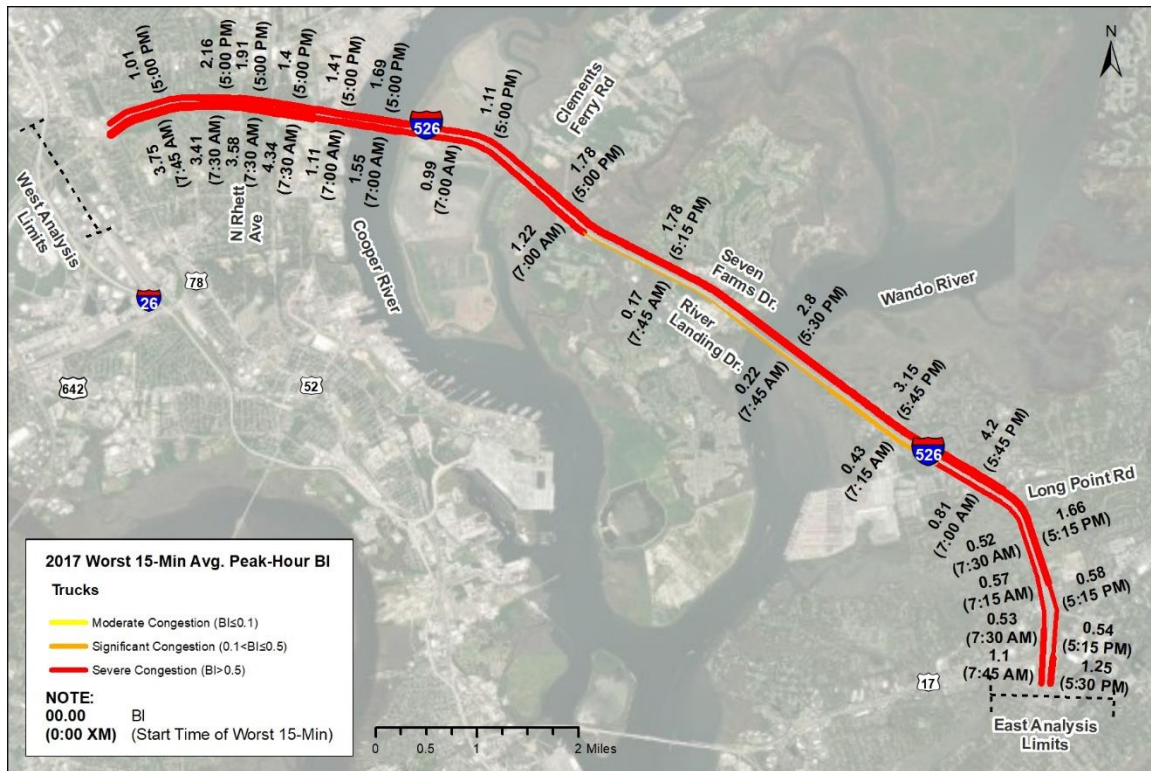 1.01
(5:00 PM)
2.16
(5:00 PM)
1.91
(5:00 PM)
1.4
(5:00 PM)
1.41
(5:00 PM)
1.69
(5:00 PM)
1.11
(5:00 PM)
Clements
Ferry Rd
N
526
1.78
(5:00 PM)
3.75
(7:45 AM)
3.41
(7:30 AM)
3.58
(7:30 AM)
4.34
(7:30 AM)
1.11
(7:00 AM)
1.55
(7:00 AM)
0.99
(7:00 AM)
West Analysis
Limits
N Rhett
Ave
Cooper River
1.22
(7:00 AM)
1.78
(5:15 PM)
Seven
Farms Dr.
Wando River
26
78
0.17
(7:45 AM)
River
Landing Dr.
2.8
(5:30 PM)
642
52
0.22
(7:45 AM)
3.15
(5:45 PM)
0.43
(7:15 AM)
526
4.2
(5:45 PM)
Long Point Rd
0.81
(7:00 AM)
1.66
(5:15 PM)
0.52
(7:30 AM)
0.57
(7:15 AM)
0.58
(5:15 PM)
0.53
(7:30 AM)
0.54
(5:15 PM)
1.1
(7:45 AM)
1.25
(5:30 PM)
17
East Analysis
Limits
2017 Worst 15-Min Avg. Peak-Hour BI
Trucks
Moderate Congestion (BI≤0.1)
Significant Congestion (0.1<BI≤0.5)
Severe Congestion (BI>0.5)
NOTE:
00.00 BI
(0:00 XM) (Start Time of Worst 15-Min)
0 0.5 1 2 Miles